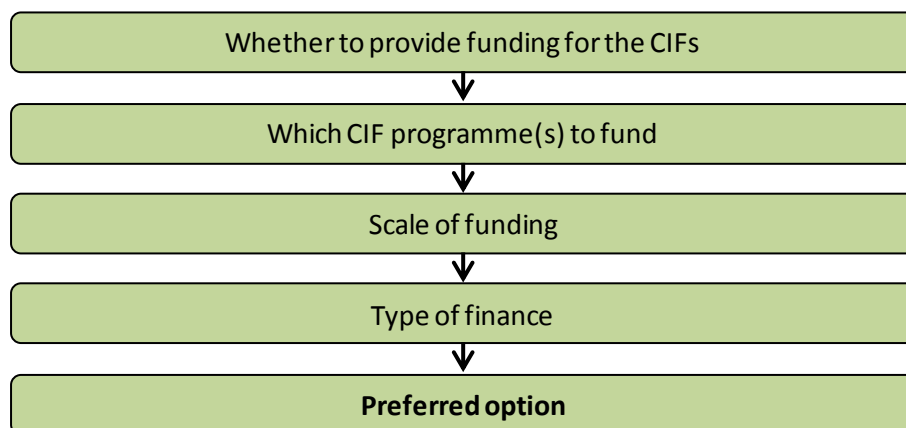 Whether to provide funding for the CIFs
Which CIF programme(s) to fund
Scale of funding
Type of finance
Preferred option